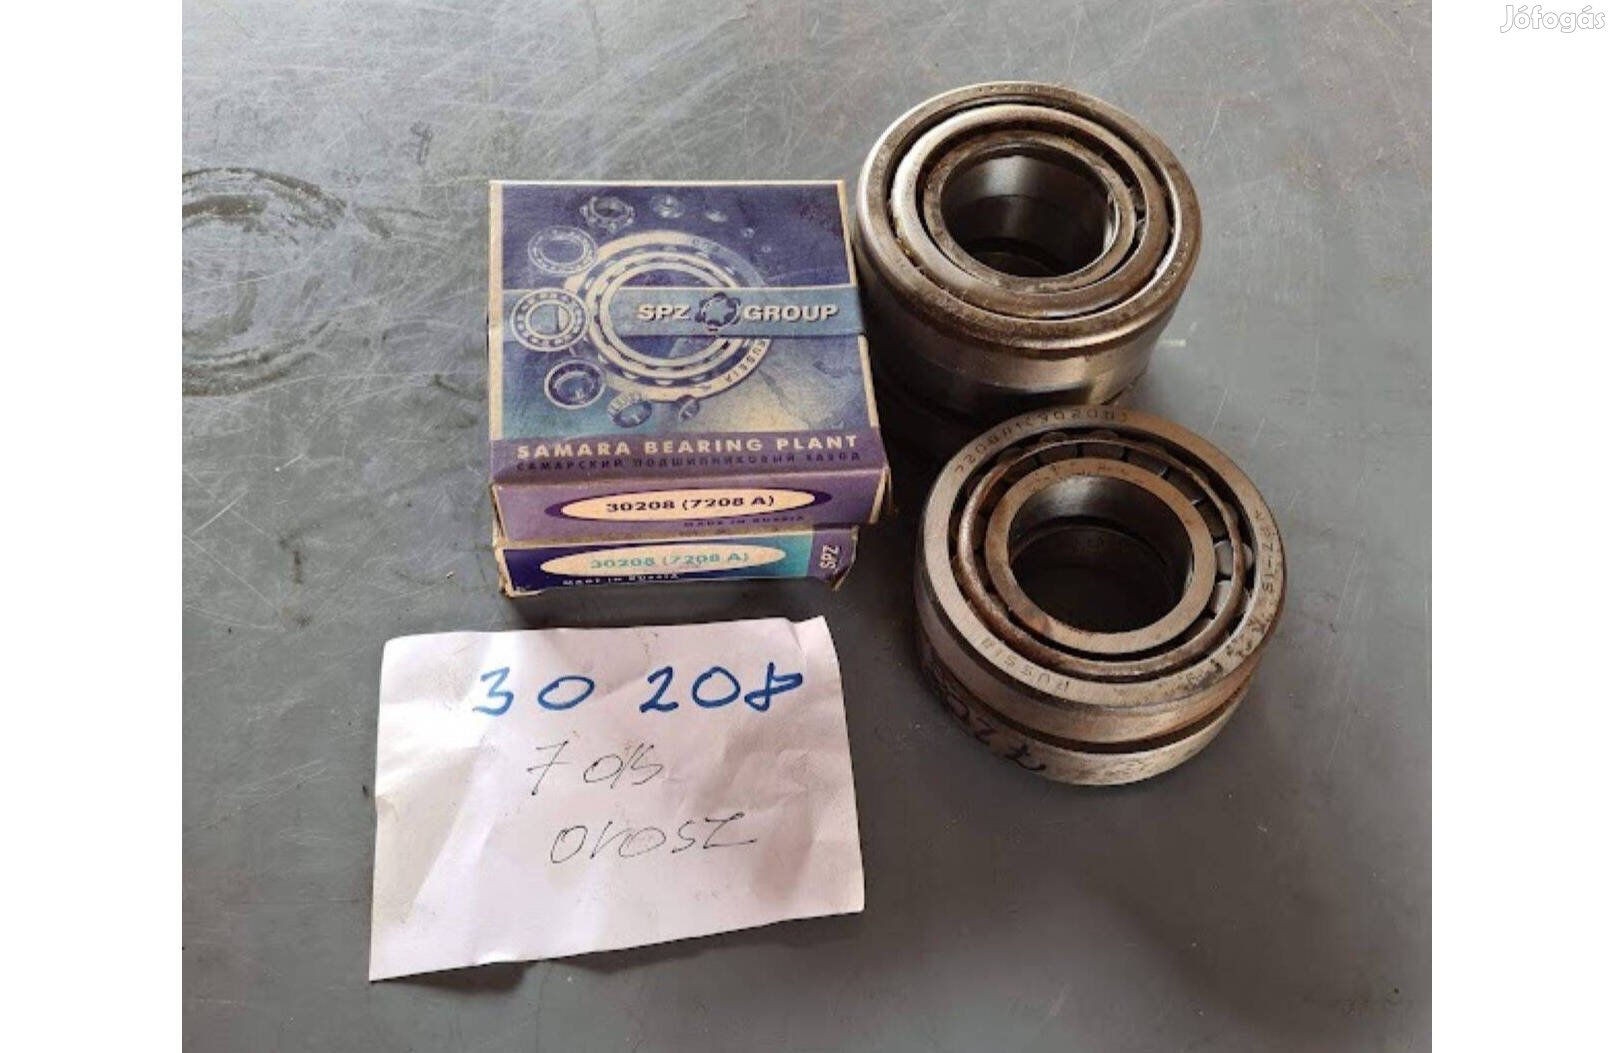 Jófogás
SPZ GROUP
RUSSIA
SAMARA BEARING PLANT
САМАРСКИЙ ПОДШИПНИКОВЫЙ ЗАВОД
30208 (7208 A)
MADE IN RUSSIA
30208 (7208 A)
SPZ
MADE IN RUSSIA
30 208
7 d/b
orosz
RUSSIA